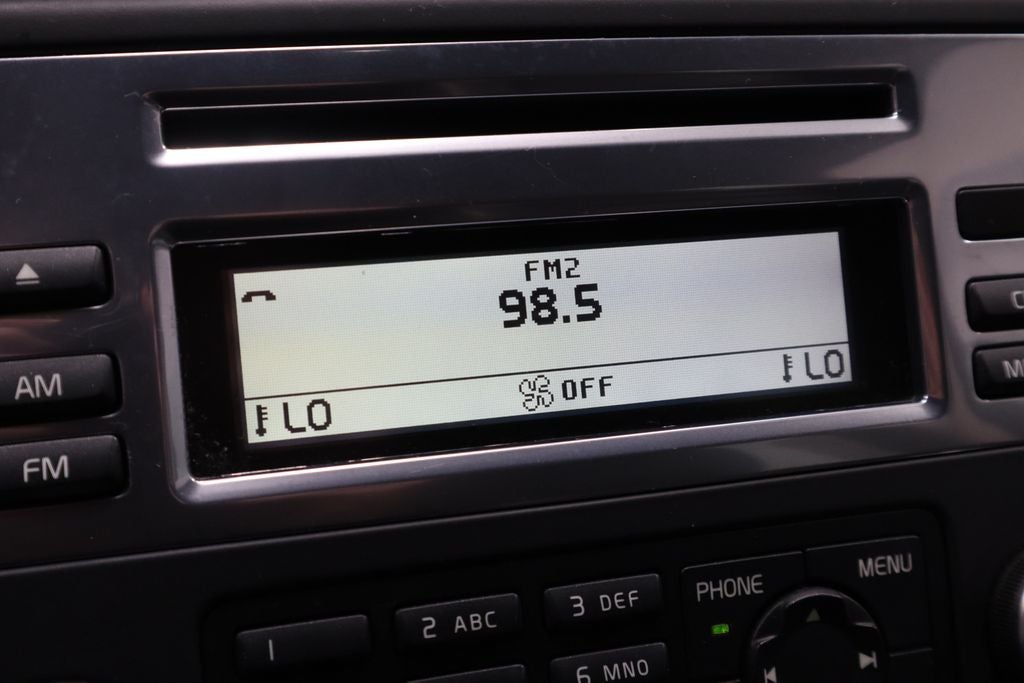 FM2
98.5
LO
OFF
LO
AM
FM
1
2 ABC
3 DEF
6 MNO
PHONE
MENU